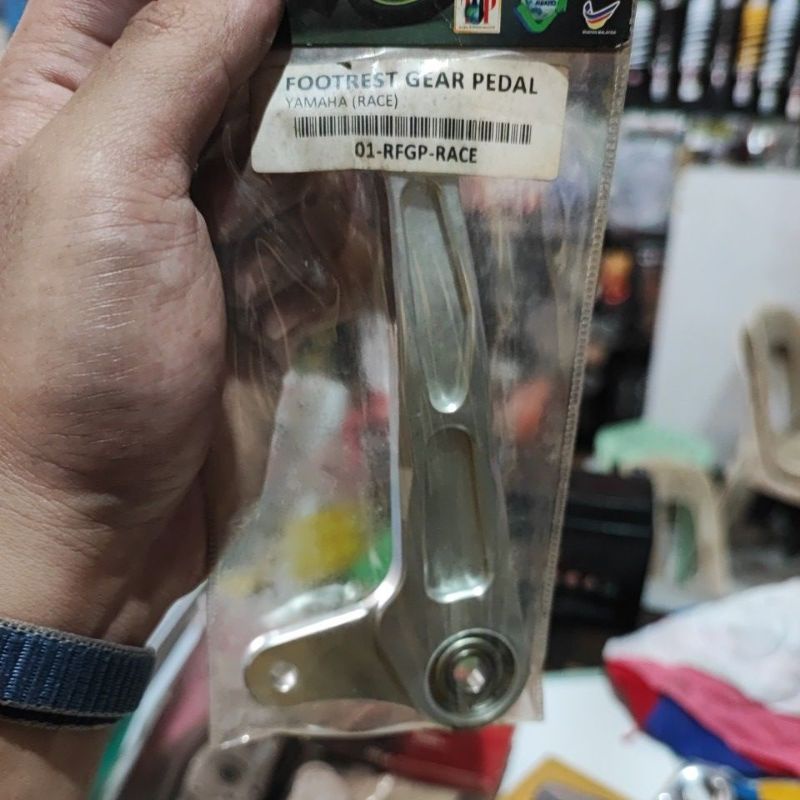 FOOTREST GEAR PEDAL
YAMAHA (RACE)
01-RFGP-RACE